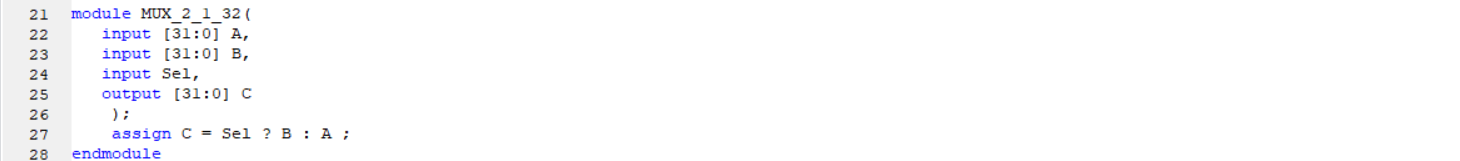 21 module MUX_2_1_32(
22 input [31:0] A,
23 input [31:0] B,
24 input Sel,
25 output [31:0] C
26 );
27 assign C = Sel ? B : A ;
28 endmodule